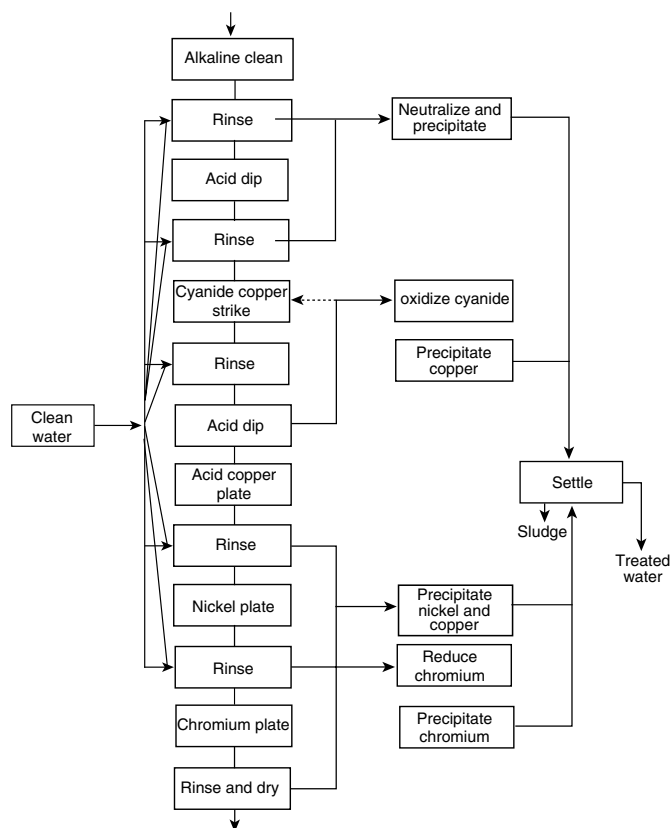 Alkaline clean
Rinse
Neutralize and
precipitate
Acid dip
Rinse
Cyanide copper
strike
oxidize cyanide
Rinse
Precipitate
copper
Clean
water
Acid dip
Acid copper
plate
Settle
Sludge
Treated
water
Rinse
Nickel plate
Precipitate
nickel and
copper
Rinse
Reduce
chromium
Chromium plate
Precipitate
chromium
Rinse and dry